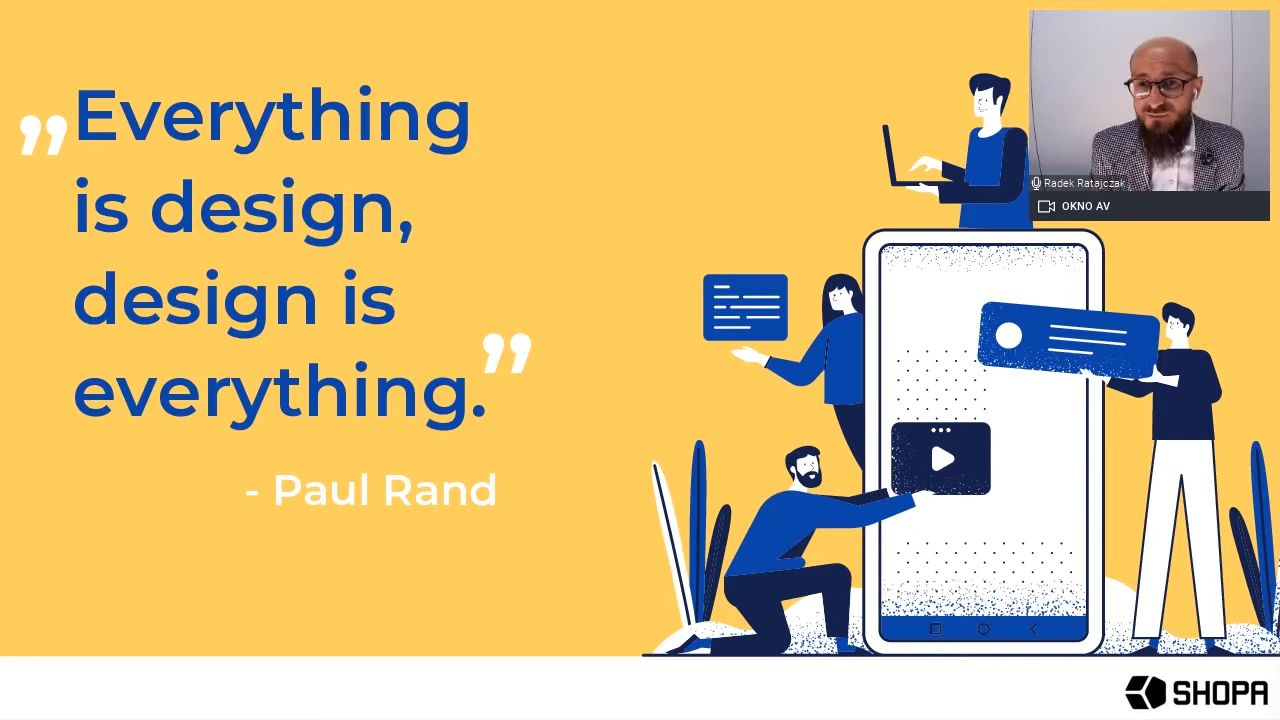 ”Everything
is design,
design is
everything.”
- Paul Rand
Radek Ratajczak
OKNO AV
SHOPA